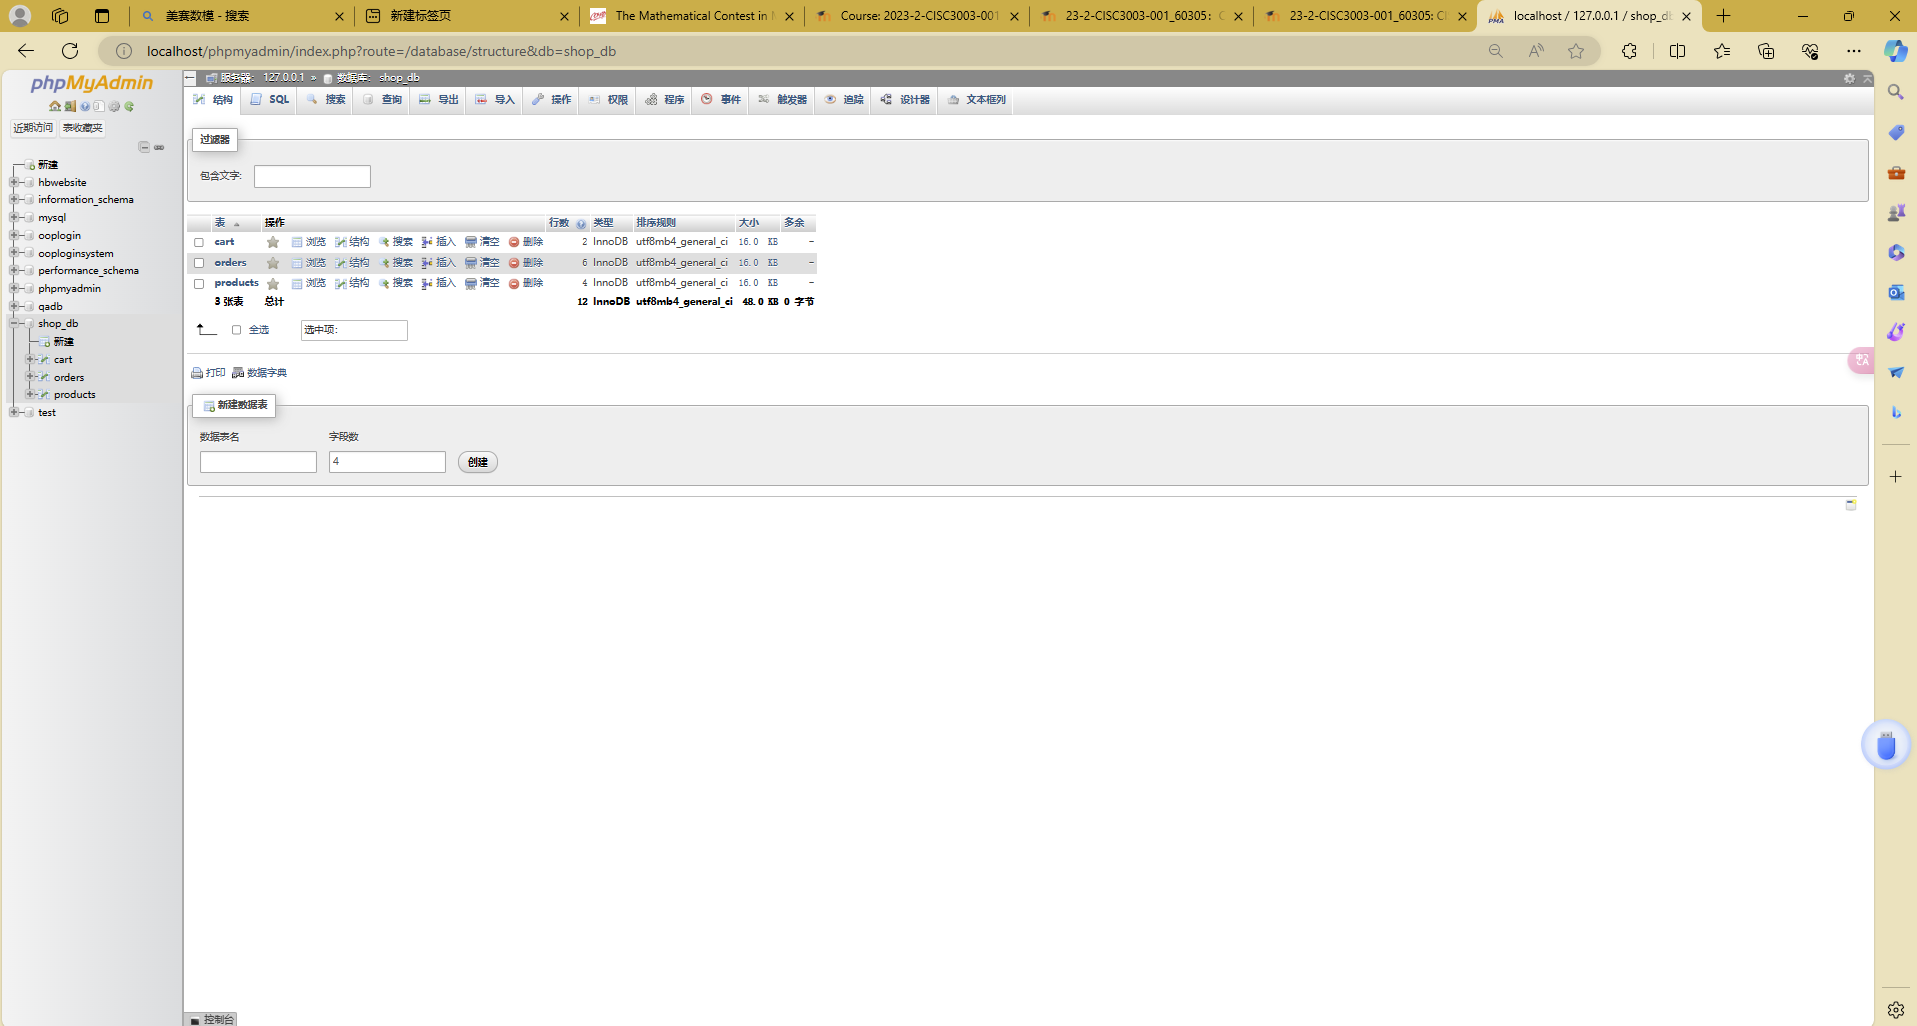 美赛数模 - 搜索
新建标签页
The Mathematical Contest in M
Course: 2023-2-CISC3003-001
23-2-CISC3003-001_60305: C
23-2-CISC3003-001_60305: CI
localhost / 127.0.0.1 / shop_db
localhost/phpmyadmin/index.php?route=/database/structure&db=shop_db
phpMyAdmin
近期访问 表收藏夹
新建
hbwebsite
information_schema
mysql
ooplogin
ooploginsystem
performance_schema
phpmyadmin
qadb
shop_db
新建
cart
orders
products
test
服务器: 127.0.0.1 » 数据库: shop_db
结构 SQL 搜索 查询 导出 导入 操作 权限 程序 事件 触发器 追踪 设计器 文本框列
过滤器
包含文字:
表 操作 行数 类型 排序规则 大小 多余
cart 浏览 结构 搜索 插入 清空 删除 2 InnoDB utf8mb4_general_ci 16.0 KB -
orders 浏览 结构 搜索 插入 清空 删除 6 InnoDB utf8mb4_general_ci 16.0 KB -
products 浏览 结构 搜索 插入 清空 删除 4 InnoDB utf8mb4_general_ci 16.0 KB -
3 张表 总计 12 InnoDB utf8mb4_general_ci 48.0 KB 0 字节
全选 选中项:
打印 数据字典
新建数据表
数据表名 字段数
4 创建
控制台